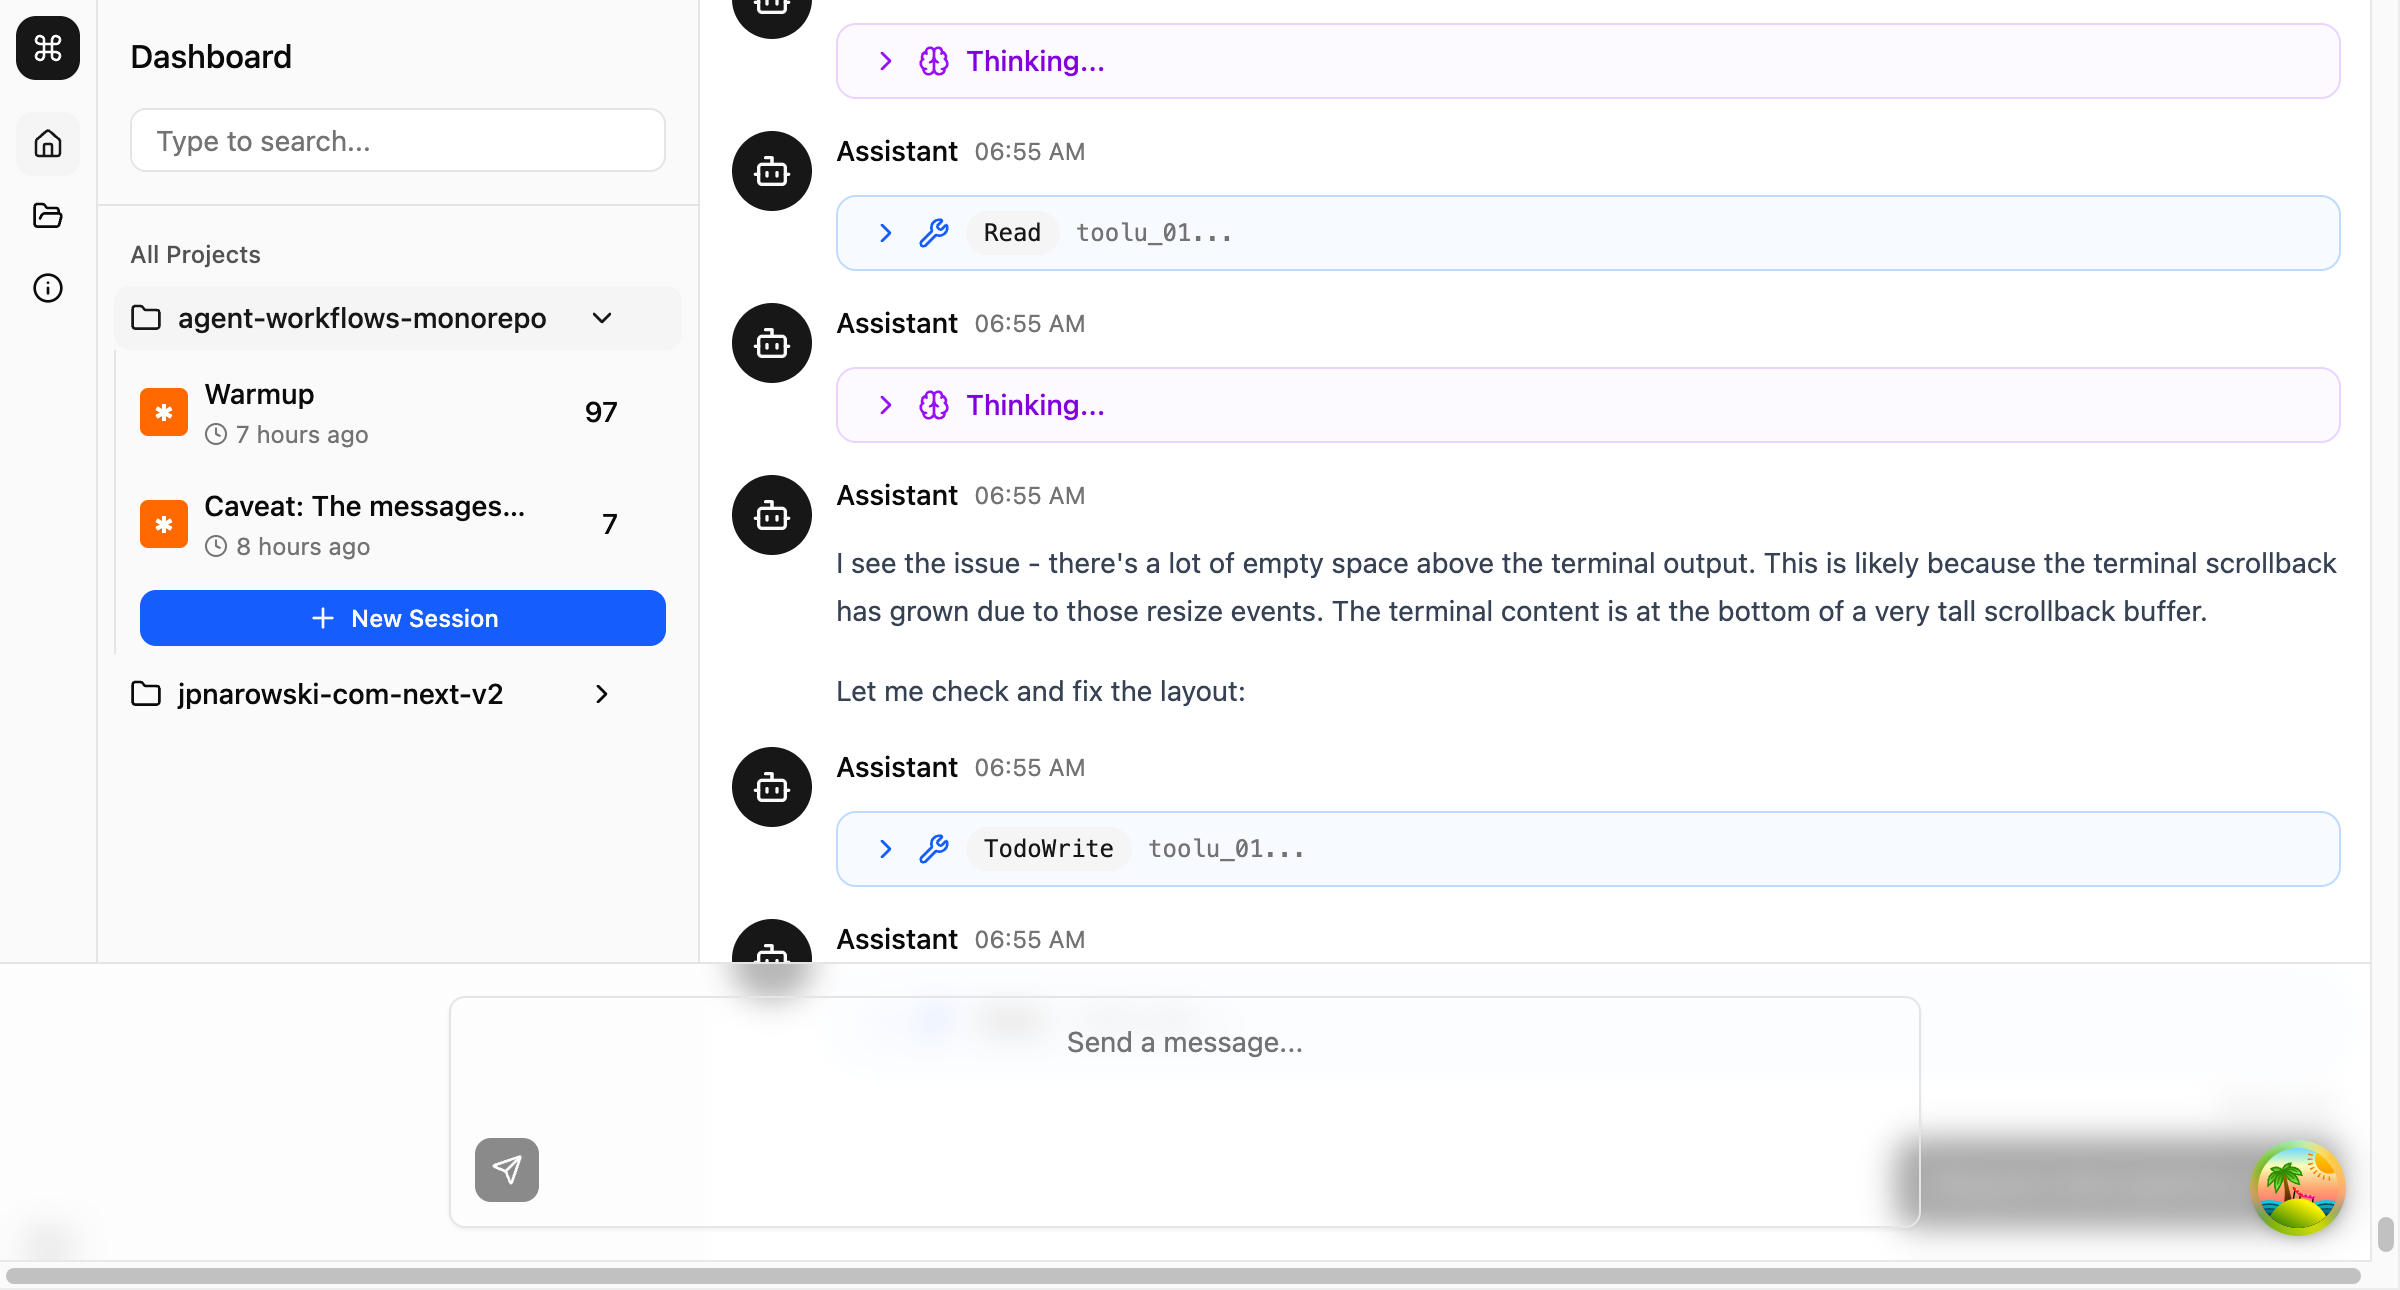 Dashboard
Type to search...
All Projects
agent-workflows-monorepo
Warmup
97
7 hours ago
Caveat: The messages...
7
8 hours ago
New Session
jpnarowski-com-next-v2
Thinking...
Assistant 06:55 AM
Read toolu_01...
Assistant 06:55 AM
Thinking...
Assistant 06:55 AM
I see the issue - there's a lot of empty space above the terminal output. This is likely because the terminal scrollback
has grown due to those resize events. The terminal content is at the bottom of a very tall scrollback buffer.
Let me check and fix the layout:
Assistant 06:55 AM
TodoWrite toolu_01...
Assistant 06:55 AM
Send a message...